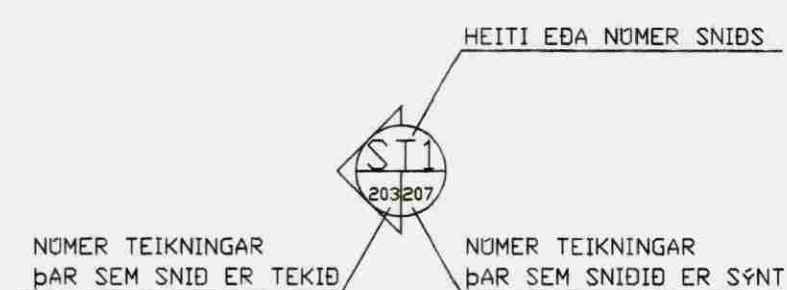 HEITI EÐA NÚMER SNIÐS
ST1
203 207
NÚMER TEIKNINGAR
ÞAR SEM SNIÐ ER TEKIÐ
NÚMER TEIKNINGAR
ÞAR SEM SNIÐIÐ ER SÝNT